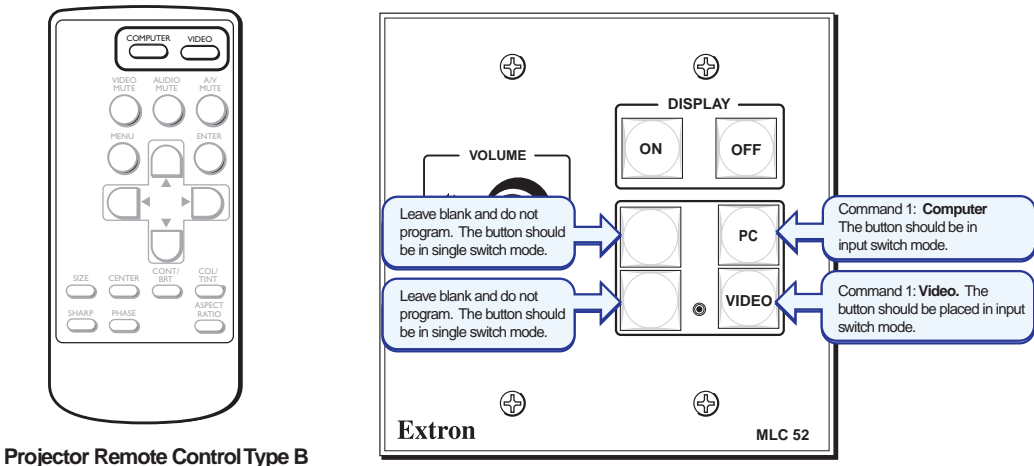 COMPUTER VIDEO
VIDEO MUTE
AUDIO MUTE
A/V MUTE
MENU
ENTER
SIZE
CENTER
CONT/ BRT
COL/ TINT
SHARP
PHASE
ASPECT RATIO
Projector Remote Control Type B
DISPLAY
ON
OFF
VOLUME
Leave blank and do not
program. The button should
be in single switch mode.
PC
Command 1: Computer
The button should be in
input switch mode.
Leave blank and do not
program. The button should
be in single switch mode.
VIDEO
Command 1: Video. The
button should be placed in input
switch mode.
Extron
MLC 52